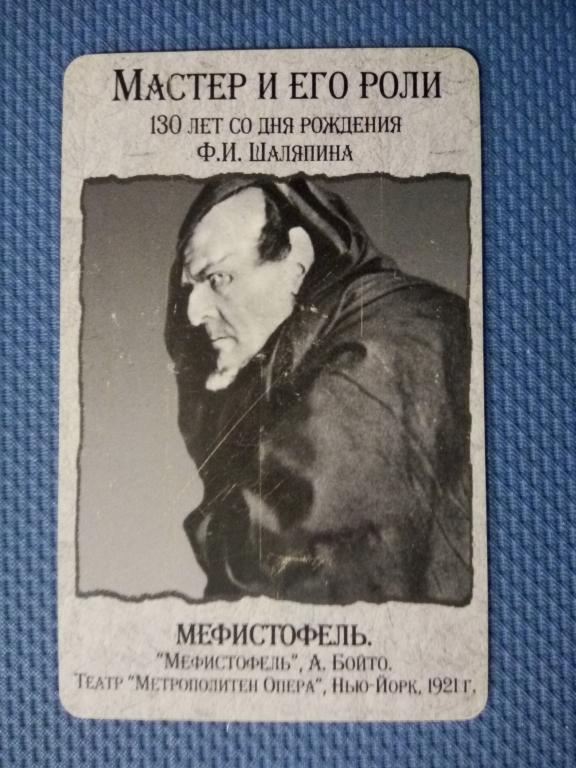 Мастер и его роли
130 лет со дня рождения
Ф.И. Шаляпина
МЕФИСТОФЕЛЬ.
"Мефистофель", А. Бойто.
Театр "Метрополитен Опера", Нью-Йорк, 1921 г.